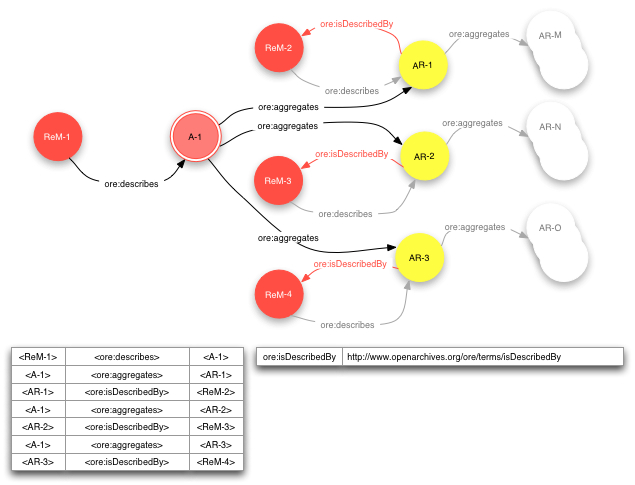 ore:isDescribedBy
ReM-2
AR-1
ore:aggregates
AR-M
ore:describes
ore:aggregates
ReM-1
A-1
ore:aggregates
ore:aggregates
AR-N
ore:isDescribedBy
AR-2
ReM-3
ore:describes
ore:describes
ore:aggregates
AR-O
ore:aggregates
ore:isDescribedBy
AR-3
ReM-4
ore:describes
<ReM-1> <ore:describes> <A-1>
<A-1> <ore:aggregates> <AR-1>
<AR-1> <ore:isDescribedBy> <ReM-2>
<A-1> <ore:aggregates> <AR-2>
<AR-2> <ore:isDescribedBy> <ReM-3>
<A-1> <ore:aggregates> <AR-3>
<AR-3> <ore:isDescribedBy> <ReM-4>
ore:isDescribedBy http://www.openarchives.org/ore/terms/isDescribedBy